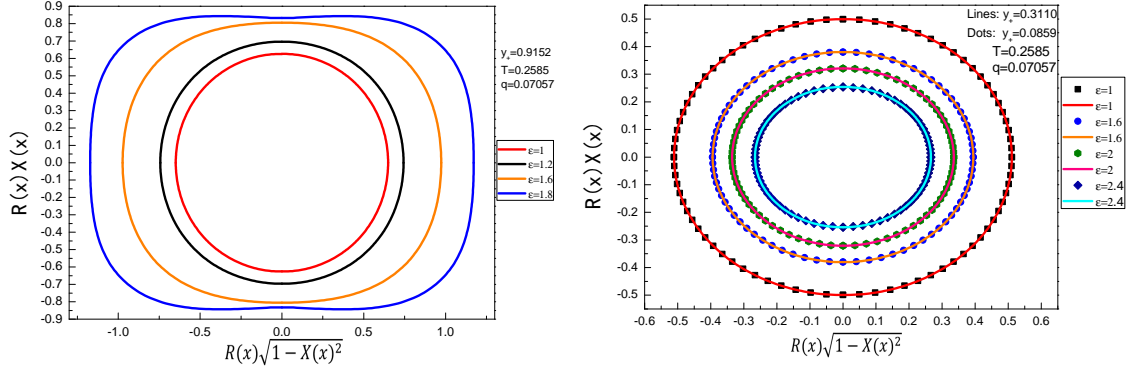 0.9
0.8
0.7
0.6
0.5
0.4
0.3
0.2
0.1
0.0
-0.1
-0.2
-0.3
-0.4
-0.5
-0.6
-0.7
-0.8
-0.9
R(x)X(x)
-1.0 -0.5 0.0 0.5 1.0
R(x)√1 − X(x)²
y₊=0.9152
T=0.2585
q=0.07057
ε=1
ε=1.2
ε=1.6
ε=1.8
0.5
0.4
0.3
0.2
0.1
0.0
-0.1
-0.2
-0.3
-0.4
-0.5
R(x)X(x)
-0.6 -0.5 -0.4 -0.3 -0.2 -0.1 0.0 0.1 0.2 0.3 0.4 0.5 0.6
R(x)√1 − X(x)²
Lines: y₊=0.3110
Dots: y₊=0.0859
T=0.2585
q=0.07057
ε=1
ε=1
ε=1.6
ε=1.6
ε=2
ε=2
ε=2.4
ε=2.4